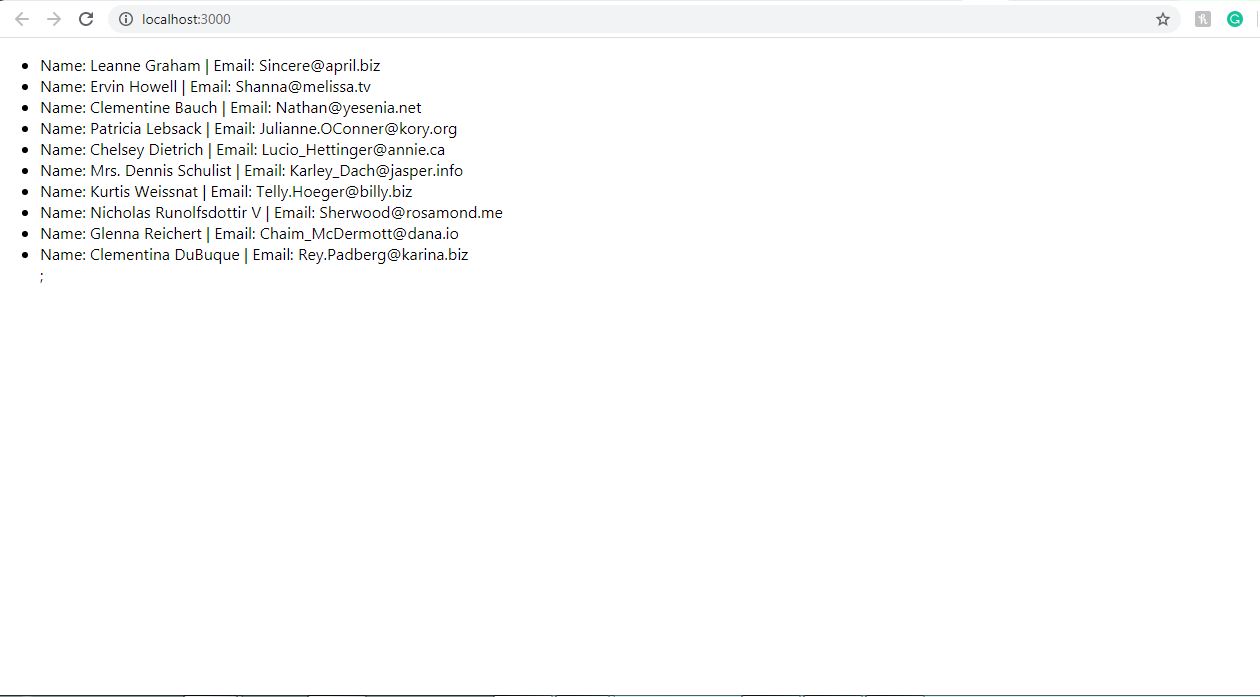 localhost:3000
Name: Leanne Graham | Email: Sincere@april.biz
Name: Ervin Howell | Email: Shanna@melissa.tv
Name: Clementine Bauch | Email: Nathan@yesenia.net
Name: Patricia Lebsack | Email: Julianne.OConner@kory.org
Name: Chelsey Dietrich | Email: Lucio_Hettinger@annie.ca
Name: Mrs. Dennis Schulist | Email: Karley_Dach@jasper.info
Name: Kurtis Weissnat | Email: Telly.Hoeger@billy.biz
Name: Nicholas Runolfsdottir V | Email: Sherwood@rosamond.me
Name: Glenna Reichert | Email: Chaim_McDermott@dana.io
Name: Clementina DuBuque | Email: Rey.Padberg@karina.biz
;